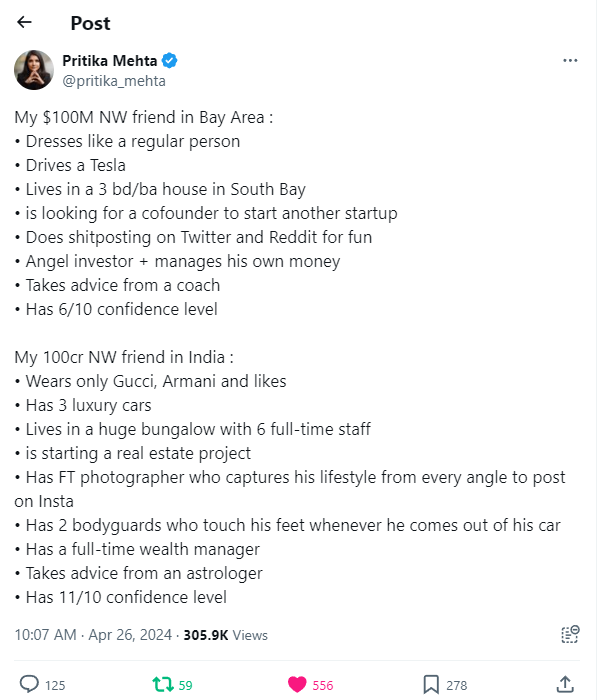 Post
Pritika Mehta
@pritika_mehta
My $100M NW friend in Bay Area :
• Dresses like a regular person
• Drives a Tesla
• Lives in a 3 bd/ba house in South Bay
• is looking for a cofounder to start another startup
• Does shitposting on Twitter and Reddit for fun
• Angel investor + manages his own money
• Takes advice from a coach
• Has 6/10 confidence level
My 100cr NW friend in India :
• Wears only Gucci, Armani and likes
• Has 3 luxury cars
• Lives in a huge bungalow with 6 full-time staff
• is starting a real estate project
• Has FT photographer who captures his lifestyle from every angle to post
on Insta
• Has 2 bodyguards who touch his feet whenever he comes out of his car
• Has a full-time wealth manager
• Takes advice from an astrologer
• Has 11/10 confidence level
10:07 AM · Apr 26, 2024 · 305.9K Views
125 59 556 278